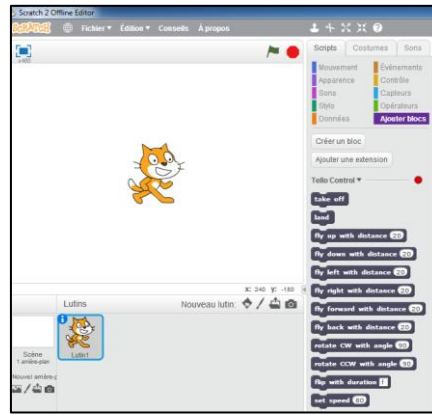 Scratch 2 Offline Editor
SCRATCH Fichier▼ Édition▼ Conseils À propos
Scripts Costumes Sons
Mouvement Événements
Apparence Contrôle
Sons Capteurs
Stylo Opérateurs
Données Ajouter blocs
Créer un bloc
Ajouter une extension
Tello Control▼
take off
land
fly up with distance 20
fly down with distance 20
fly left with distance 20
fly right with distance 20
fly forward with distance 20
fly back with distance 20
rotate CW with angle 90
rotate CCW with angle 90
flip with duration l
set speed 60
X: 240 Y: -180
Lutins Nouveau lutin:
Scène
1 arrière-plan
Lutin1